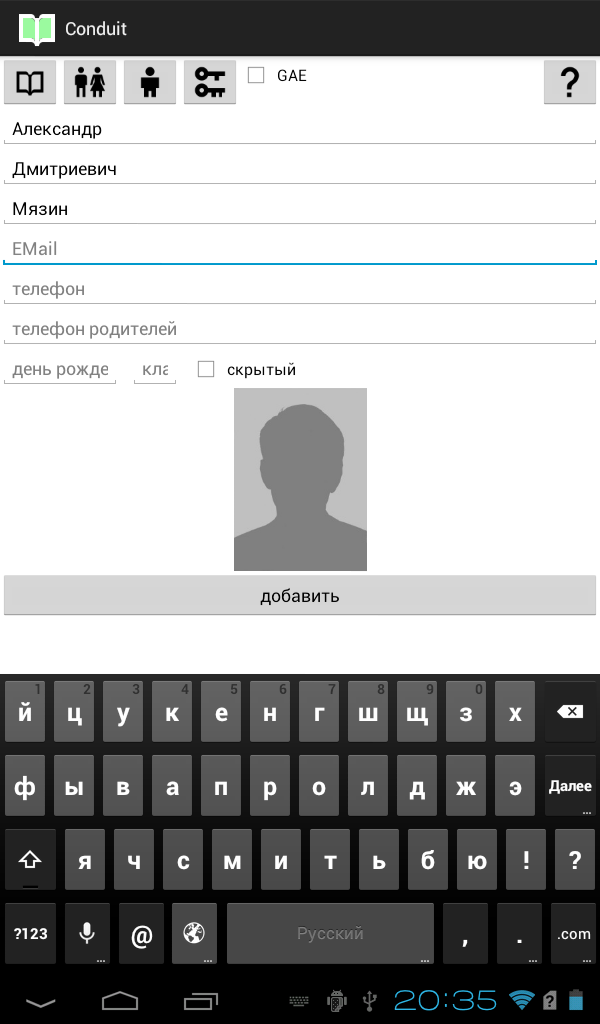 Conduit
GAE
?
Александр
Дмитриевич
Мязин
EMail
телефон
телефон родителей
день рожде кла скрытый
добавить
1 2 3 4 5 6 7 8 9 0
й ц у к е н г ш щ з х
ф ы в а п р о л д ж э Далее
...
я ч с м и т ь б ю ! ?
?123 @ Русский , . .com
... ... ... ... ...
20:35